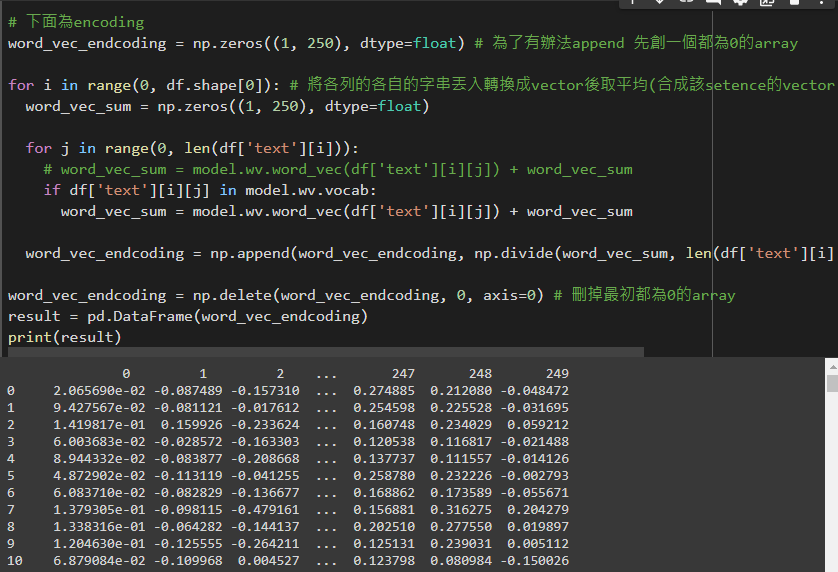 # 下面為encoding
word_vec_endcoding = np.zeros((1, 250), dtype=float) # 為了有辦法append 先創一個都為0的array
for i in range(0, df.shape[0]): # 將各列的各自的字串丟入轉換成vector後取平均(合成該setence的vector
word_vec_sum = np.zeros((1, 250), dtype=float)
for j in range(0, len(df['text'][i])):
# word_vec_sum = model.wv.word_vec(df['text'][i][j]) + word_vec_sum
if df['text'][i][j] in model.wv.vocab:
word_vec_sum = model.wv.word_vec(df['text'][i][j]) + word_vec_sum
word_vec_endcoding = np.append(word_vec_endcoding, np.divide(word_vec_sum, len(df['text'][i]
word_vec_endcoding = np.delete(word_vec_endcoding, 0, axis=0) # 刪掉最初都為0的array
result = pd.DataFrame(word_vec_endcoding)
print(result)
0 1 2 ... 247 248 249
0 2.065690e-02 -0.087489 -0.157310 ... 0.274885 0.212080 -0.048472
1 9.427567e-02 -0.081121 -0.017612 ... 0.254598 0.225528 -0.031695
2 1.419817e-01 0.159926 -0.233624 ... 0.160748 0.234029 0.059212
3 6.003683e-02 -0.028572 -0.163303 ... 0.120538 0.116817 -0.021488
4 8.944332e-02 -0.083877 -0.208668 ... 0.137737 0.111557 -0.014126
5 4.872902e-02 -0.113119 -0.041255 ... 0.258780 0.232226 -0.002793
6 6.083710e-02 -0.082829 -0.136677 ... 0.168862 0.173589 -0.055671
7 1.379305e-01 -0.098115 -0.479161 ... 0.156881 0.316275 0.204279
8 1.338316e-01 -0.064282 -0.144137 ... 0.202510 0.277550 0.019897
9 1.204630e-01 -0.125555 -0.264211 ... 0.125131 0.239031 0.005112
10 6.879084e-02 -0.109968 0.004527 ... 0.123798 0.080984 -0.150026